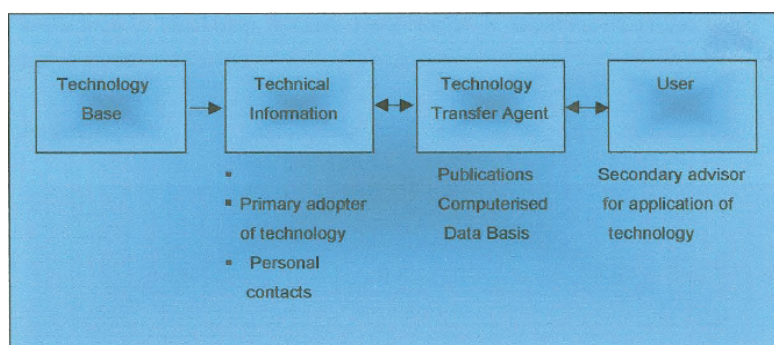 Technology
Base
Technical
Information
Technology
Transfer Agent
User
Primary adopter
of technology
Personal
contacts
Publications
Computerised
Data Basis
Secondary advisor
for application of
technology